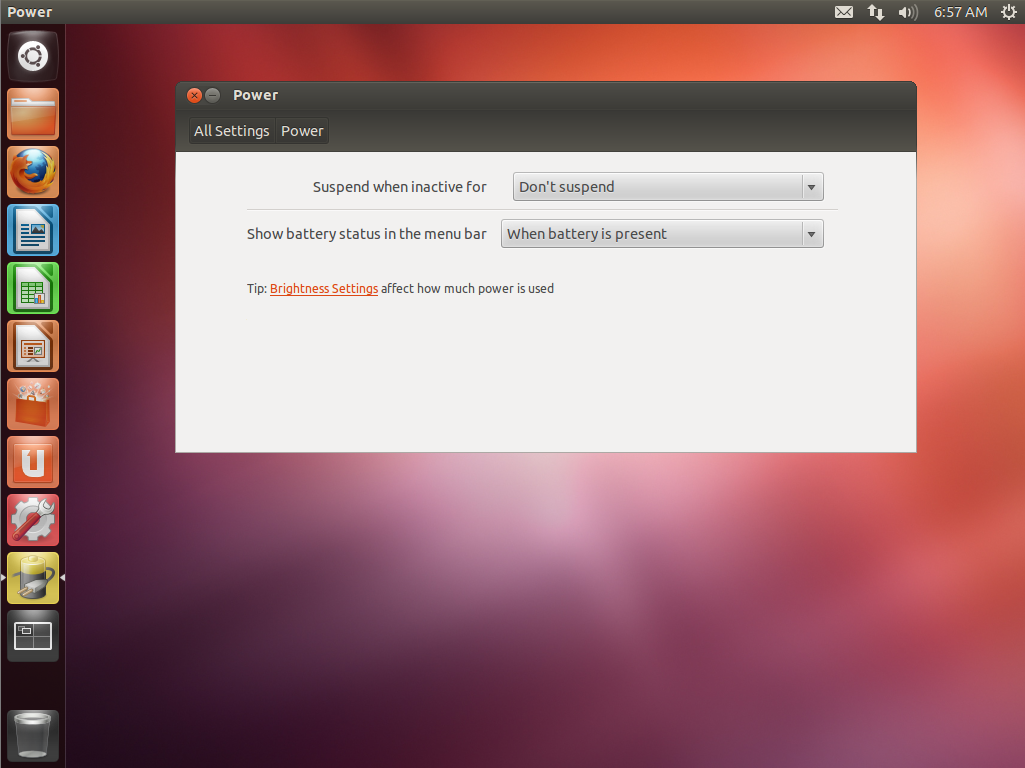 Power
6:57 AM
Power
All Settings
Power
Suspend when inactive for
Don't suspend
Show battery status in the menu bar
When battery is present
Tip: Brightness Settings affect how much power is used